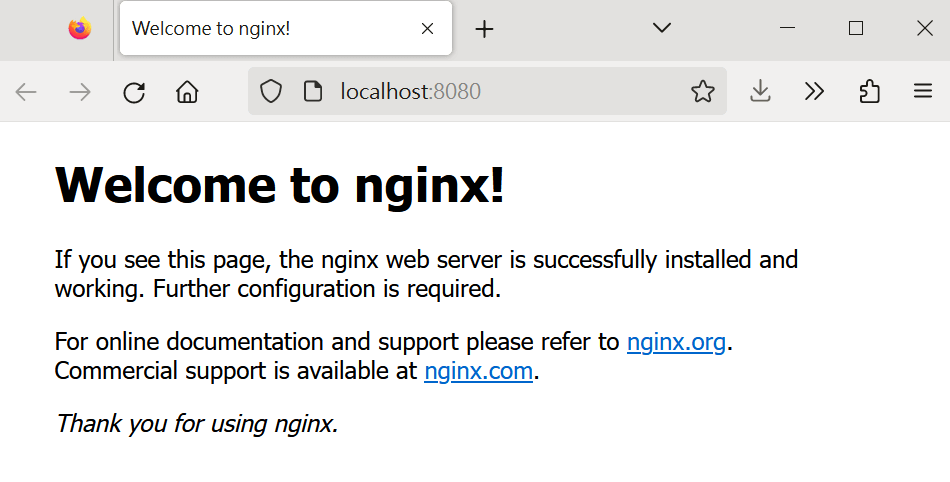 Welcome to nginx!
localhost:8080
Welcome to nginx!
If you see this page, the nginx web server is successfully installed and
working. Further configuration is required.
For online documentation and support please refer to nginx.org.
Commercial support is available at nginx.com.
Thank you for using nginx.